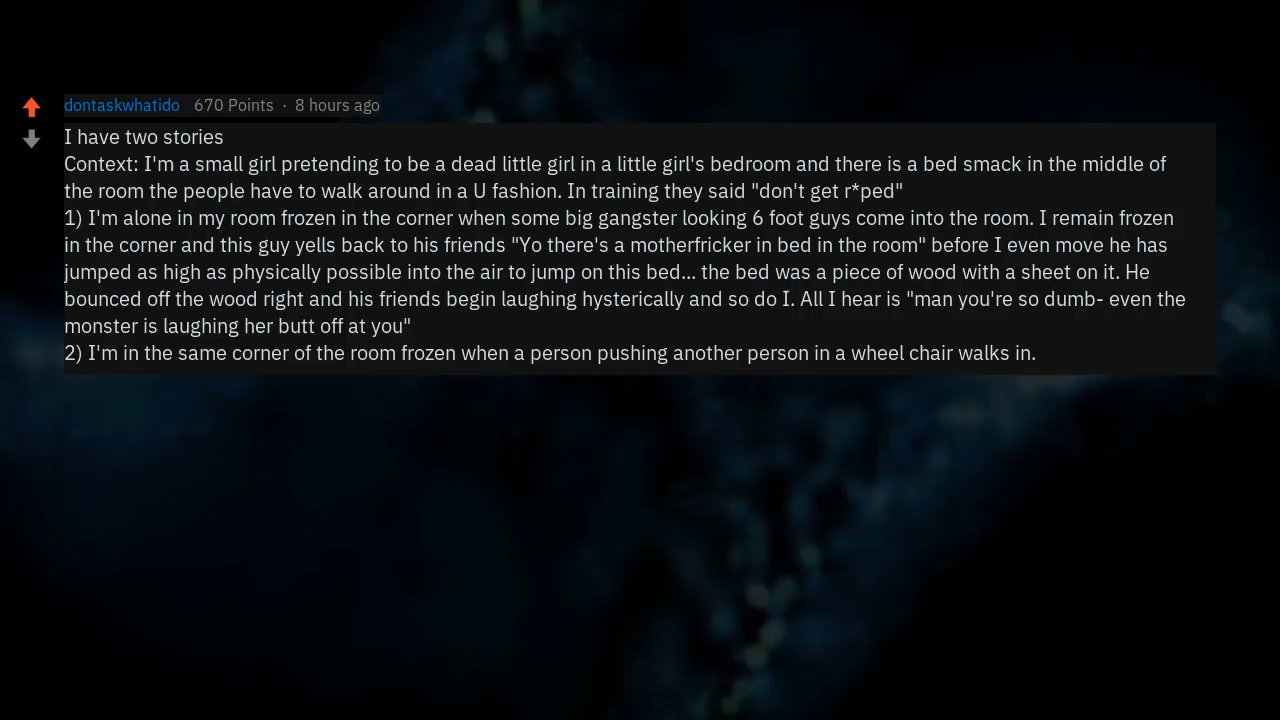 dontaskwhatido 670 Points · 8 hours ago
I have two stories
Context: I'm a small girl pretending to be a dead little girl in a little girl's bedroom and there is a bed smack in the middle of
the room the people have to walk around in a U fashion. In training they said "don't get r*ped"
1) I'm alone in my room frozen in the corner when some big gangster looking 6 foot guys come into the room. I remain frozen
in the corner and this guy yells back to his friends "Yo there's a motherfricker in bed in the room" before I even move he has
jumped as high as physically possible into the air to jump on this bed... the bed was a piece of wood with a sheet on it. He
bounced off the wood right and his friends begin laughing hysterically and so do I. All I hear is "man you're so dumb- even the
monster is laughing her butt off at you"
2) I'm in the same corner of the room frozen when a person pushing another person in a wheel chair walks in.